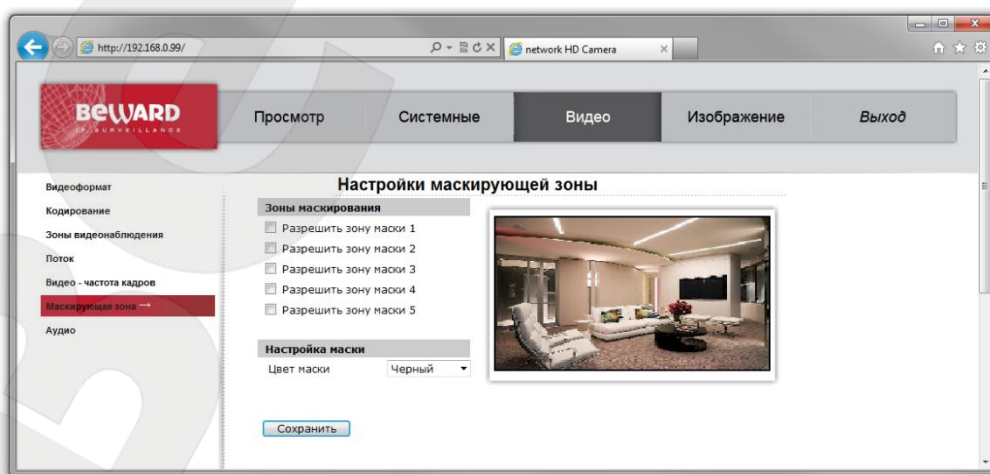 http://192.168.0.99/
network HD Camera
BEWARD
IP SURVEILLANCE
Просмотр
Системные
Видео
Изображение
Выход
Видеоформат
Кодирование
Зоны видеонаблюдения
Поток
Видео - частота кадров
Маскирующая зона →
Аудио
Настройки маскирующей зоны
Зоны маскирования
Разрешить зону маски 1
Разрешить зону маски 2
Разрешить зону маски 3
Разрешить зону маски 4
Разрешить зону маски 5
Настройка маски
Цвет маски Черный
Сохранить